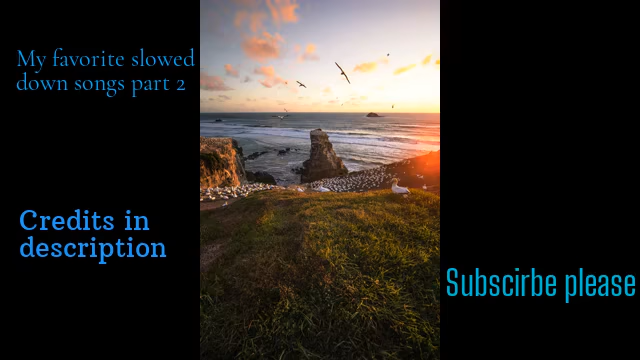 My favorite slowed
down songs part 2
Credits in
description
Subscirbe please